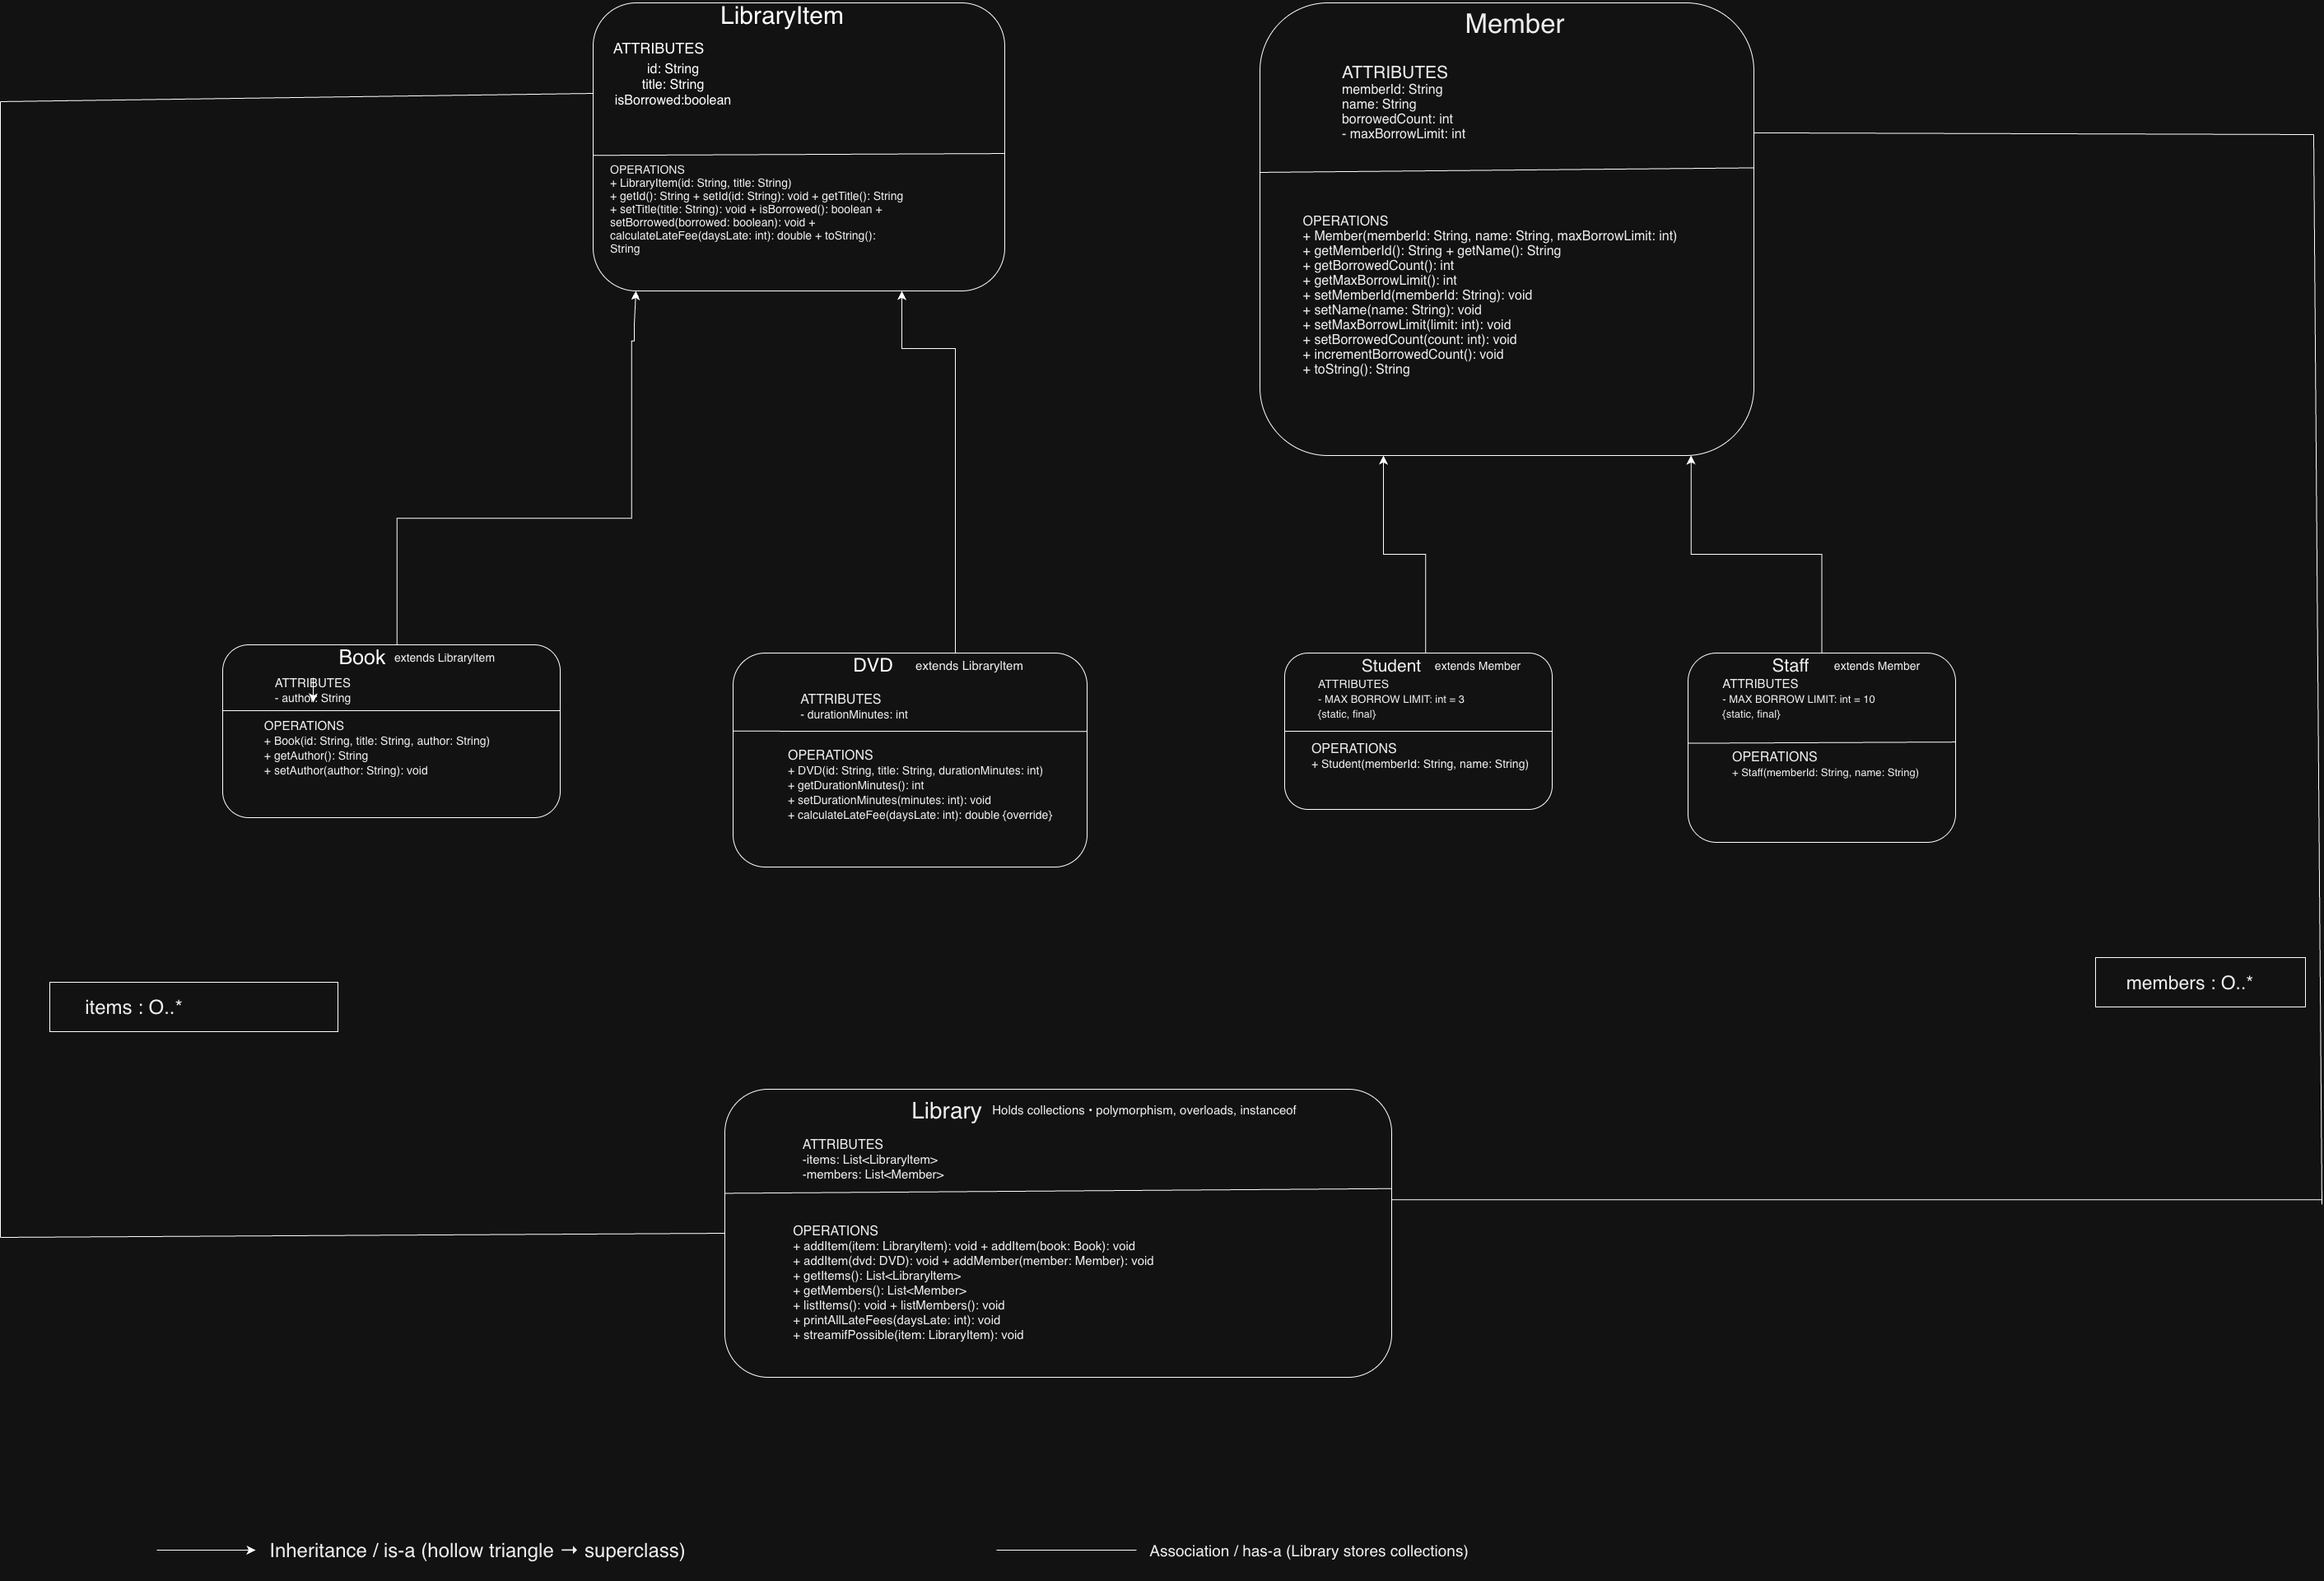 LibraryItem
ATTRIBUTES
id: String
title: String
isBorrowed:boolean
OPERATIONS
+ LibraryItem(id: String, title: String)
+ getId(): String + setId(id: String): void + getTitle(): String
+ setTitle(title: String): void + isBorrowed(): boolean +
setBorrowed(borrowed: boolean): void +
calculateLateFee(daysLate: int): double + toString():
String
Member
ATTRIBUTES
memberId: String
name: String
borrowedCount: int
- maxBorrowLimit: int
OPERATIONS
+ Member(memberId: String, name: String, maxBorrowLimit: int)
+ getMemberId(): String + getName(): String
+ getBorrowedCount(): int
+ getMaxBorrowLimit(): int
+ setMemberId(memberId: String): void
+ setName(name: String): void
+ setMaxBorrowLimit(limit: int): void
+ setBorrowedCount(count: int): void
+ incrementBorrowedCount(): void
+ toString(): String
Book extends LibraryItem
ATTRIBUTES
- author: String
OPERATIONS
+ Book(id: String, title: String, author: String)
+ getAuthor(): String
+ setAuthor(author: String): void
DVD extends LibraryItem
ATTRIBUTES
- durationMinutes: int
OPERATIONS
+ DVD(id: String, title: String, durationMinutes: int)
+ getDurationMinutes(): int
+ setDurationMinutes(minutes: int): void
+ calculateLateFee(daysLate: int): double {override}
Student extends Member
ATTRIBUTES
- MAX BORROW LIMIT: int = 3
{static, final}
OPERATIONS
+ Student(memberId: String, name: String)
Staff extends Member
ATTRIBUTES
- MAX BORROW LIMIT: int = 10
{static, final}
OPERATIONS
+ Staff(memberId: String, name: String)
items : O..*
members : O..*
Library Holds collections • polymorphism, overloads, instanceof
ATTRIBUTES
-items: List<LibraryItem>
-members: List<Member>
OPERATIONS
+ addItem(item: LibraryItem): void + addItem(book: Book): void
+ addItem(dvd: DVD): void + addMember(member: Member): void
+ getItems(): List<LibraryItem>
+ getMembers(): List<Member>
+ listItems(): void + listMembers(): void
+ printAllLateFees(daysLate: int): void
+ streamifPossible(item: LibraryItem): void
Inheritance / is-a (hollow triangle → superclass)
Association / has-a (Library stores collections)